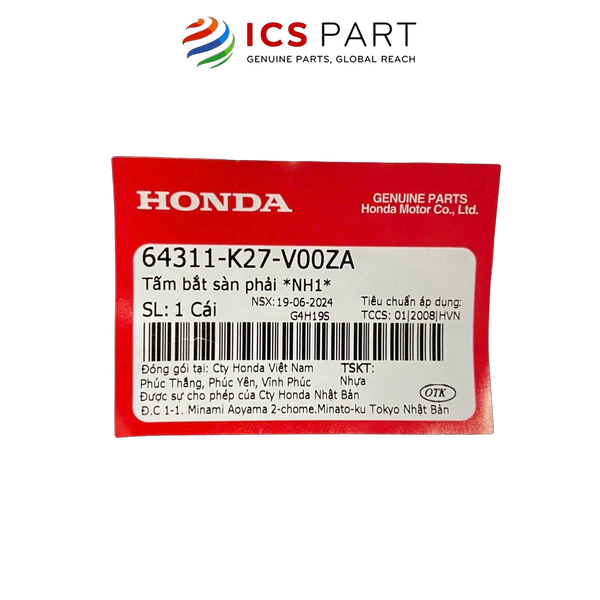 ICS PART
GENUINE PARTS, GLOBAL REACH
HONDA
GENUINE PARTS
Honda Motor Co., Ltd.
64311-K27-V00ZA
Tấm bắt sàn phải *NH1*
SL: 1 Cái
NSX: 19-06-2024
G4H19S
Tiêu chuẩn áp dụng:
TCCS: 01|2008|HVN
Đóng gói tại: Cty Honda Việt Nam
Phúc Thắng, Phúc Yên, Vĩnh Phúc
TSKT:
Nhựa
Được sự cho phép của Cty Honda Nhật Bản
Đ.C 1-1. Minami Aoyama 2-chome.Minato-ku Tokyo Nhật Bản
OTK